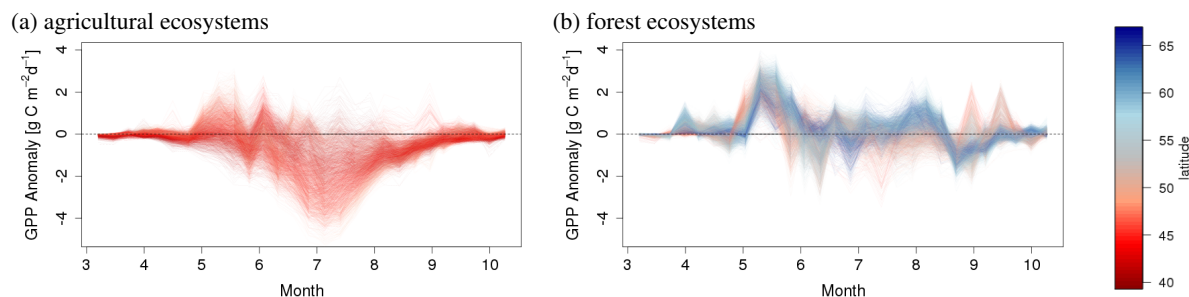 (a) agricultural ecosystems
GPP Anomaly [g C m⁻²d⁻¹]
4
2
0
-2
-4
3 4 5 6 7 8 9 10
Month
(b) forest ecosystems
GPP Anomaly [g C m⁻²d⁻¹]
4
2
0
-2
-4
3 4 5 6 7 8 9 10
Month
65
60
55
50
45
40
latitude